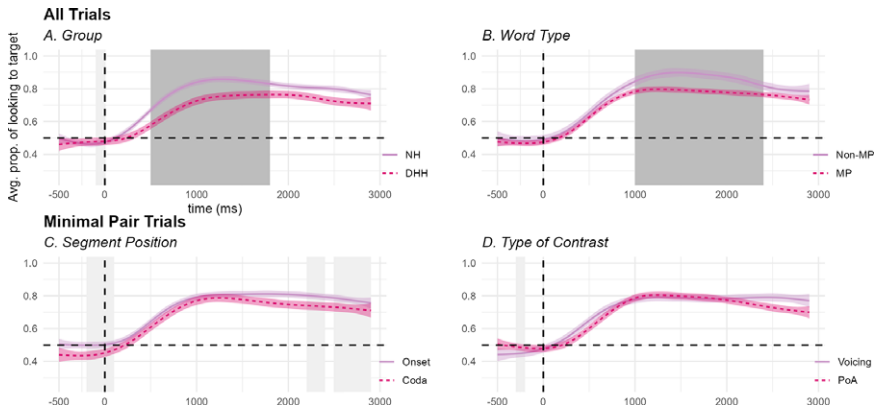 All Trials
A. Group
B. Word Type
Avg. prop. of looking to target
1.0
0.8
0.6
0.4
NH
DHH
-500 0 1000 2000 3000
time (ms)
1.0
0.8
0.6
0.4
Non-MP
MP
-500 0 1000 2000 3000
Minimal Pair Trials
C. Segment Position
D. Type of Contrast
1.0
0.8
0.6
0.4
Onset
Coda
-500 0 1000 2000 3000
1.0
0.8
0.6
0.4
Voicing
PoA
-500 0 1000 2000 3000